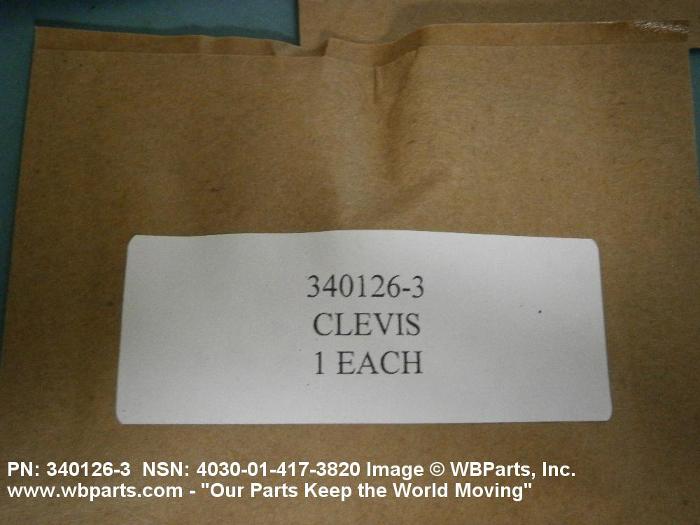 340126-3
CLEVIS
1 EACH
PN: 340126-3 NSN: 4030-01-417-3820 Image © WBParts, Inc.
www.wbparts.com - "Our Parts Keep the World Moving"